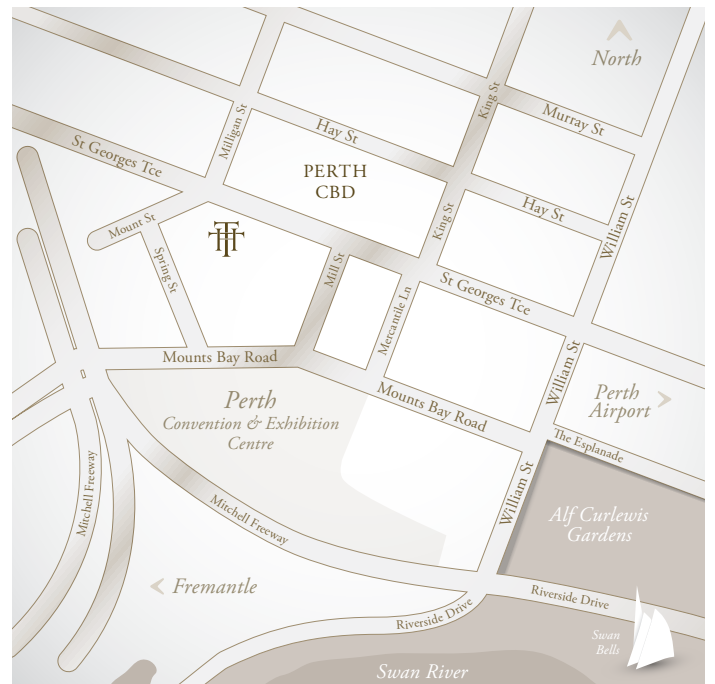 North
King St
Murray St
Milligan St
Hay St
St Georges Tce
PERTH
CBD
Hay St
King St
William St
Mount St
Spring St
Mill St
Mercantile Ln
St Georges Tce
Mounts Bay Road
William St
Perth
Airport
Mounts Bay Road
Perth
Convention & Exhibition
Centre
The Esplanade
Mitchell Freeway
Mitchell Freeway
William St
Alf Curlewis
Gardens
Fremantle
Riverside Drive
Riverside Drive
Swan
Bells
Swan River